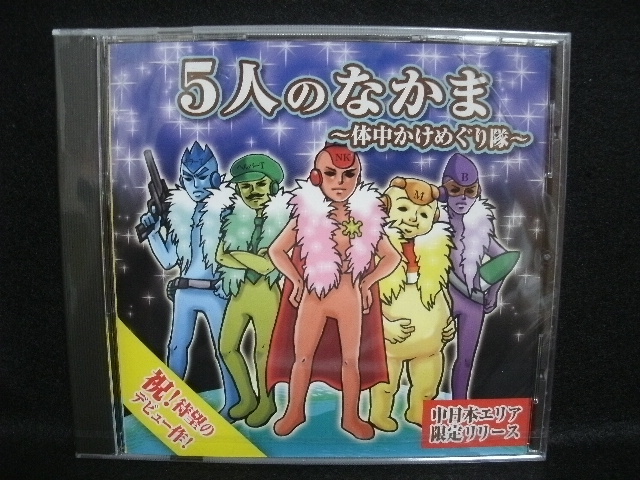 5人のなかま
～体中かけめぐり隊～
NK
M
B
祝!待望の
デビュー作!
中日本エリア
限定リリース